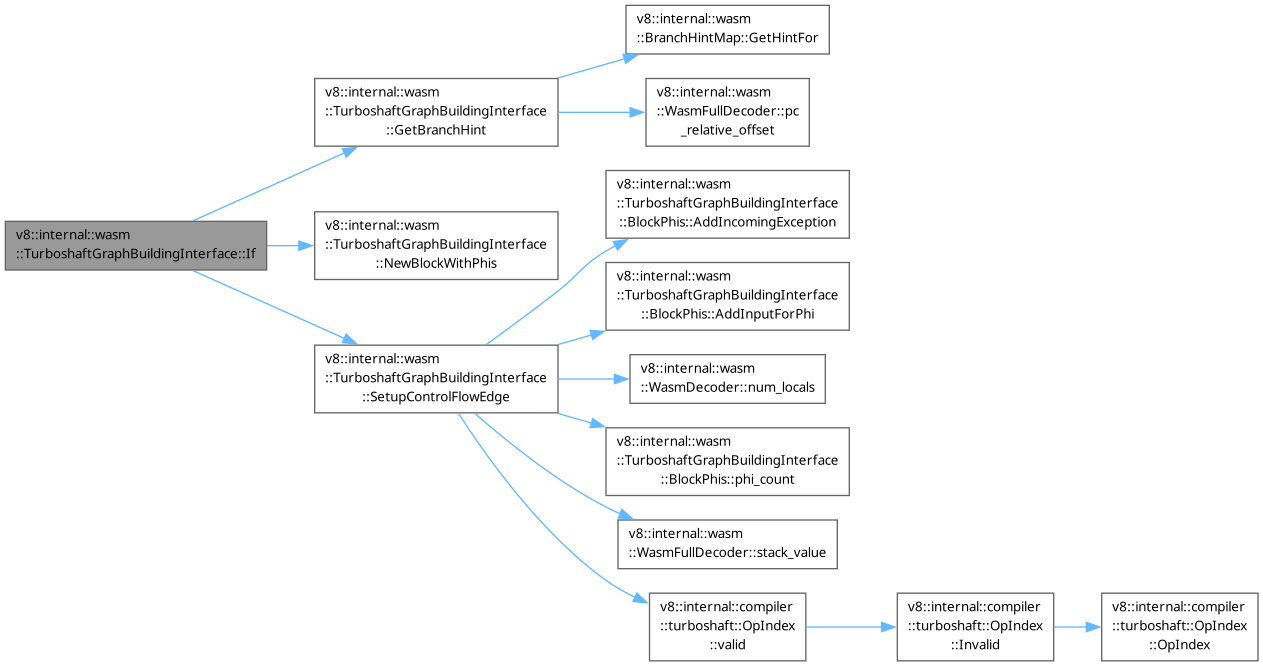 v8::internal::wasm
::BranchHintMap::GetHintFor
v8::internal::wasm
::TurboshaftGraphBuildingInterface
::GetBranchHint
v8::internal::wasm
::WasmFullDecoder::pc
_relative_offset
v8::internal::wasm
::TurboshaftGraphBuildingInterface
::BlockPhis::AddIncomingException
v8::internal::wasm
::TurboshaftGraphBuildingInterface::If
v8::internal::wasm
::TurboshaftGraphBuildingInterface
::NewBlockWithPhis
v8::internal::wasm
::TurboshaftGraphBuildingInterface
::BlockPhis::AddInputForPhi
v8::internal::wasm
::TurboshaftGraphBuildingInterface
::SetupControlFlowEdge
v8::internal::wasm
::WasmDecoder::num_locals
v8::internal::wasm
::TurboshaftGraphBuildingInterface
::BlockPhis::phi_count
v8::internal::wasm
::WasmFullDecoder::stack_value
v8::internal::compiler
::turboshaft::OpIndex
::valid
v8::internal::compiler
::turboshaft::OpIndex
::Invalid
v8::internal::compiler
::turboshaft::OpIndex
::OpIndex